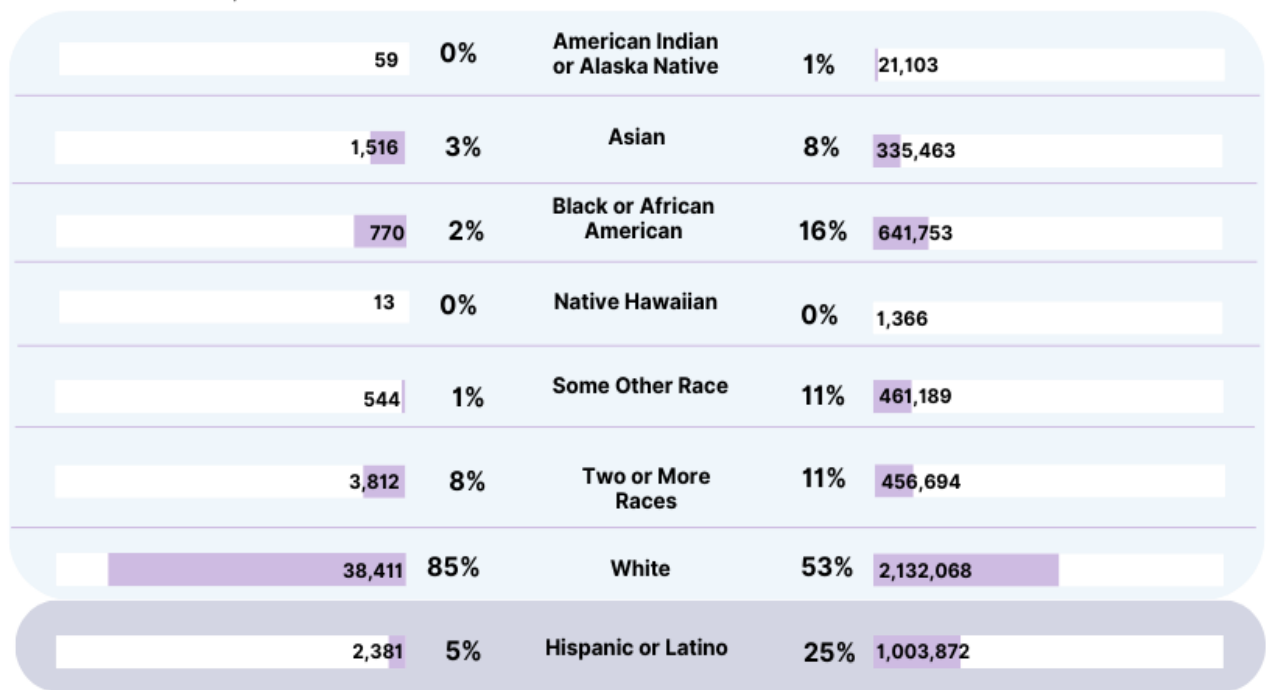 59 0% American Indian or Alaska Native 1% 21,103
1,516 3% Asian 8% 335,463
770 2% Black or African American 16% 641,753
13 0% Native Hawaiian 0% 1,366
544 1% Some Other Race 11% 461,189
3,812 8% Two or More Races 11% 456,694
38,411 85% White 53% 2,132,068
2,381 5% Hispanic or Latino 25% 1,003,872